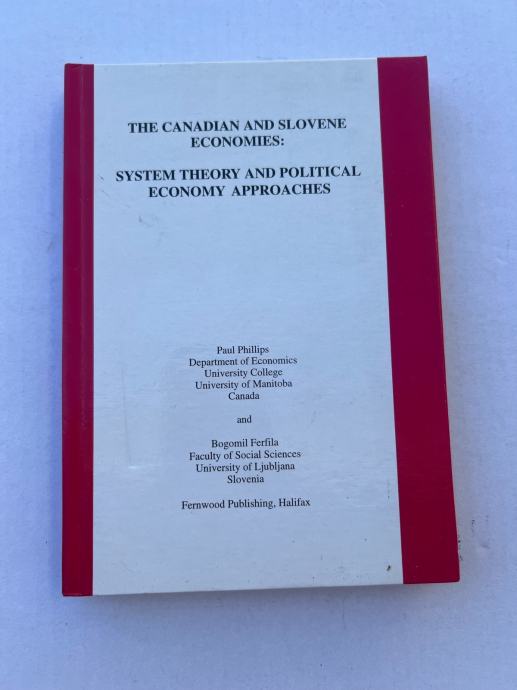 THE CANADIAN AND SLOVENE
ECONOMIES:
SYSTEM THEORY AND POLITICAL
ECONOMY APPROACHES
Paul Phillips
Department of Economics
University College
University of Manitoba
Canada
and
Bogomil Ferfila
Faculty of Social Sciences
University of Ljubljana
Slovenia
Fernwood Publishing, Halifax